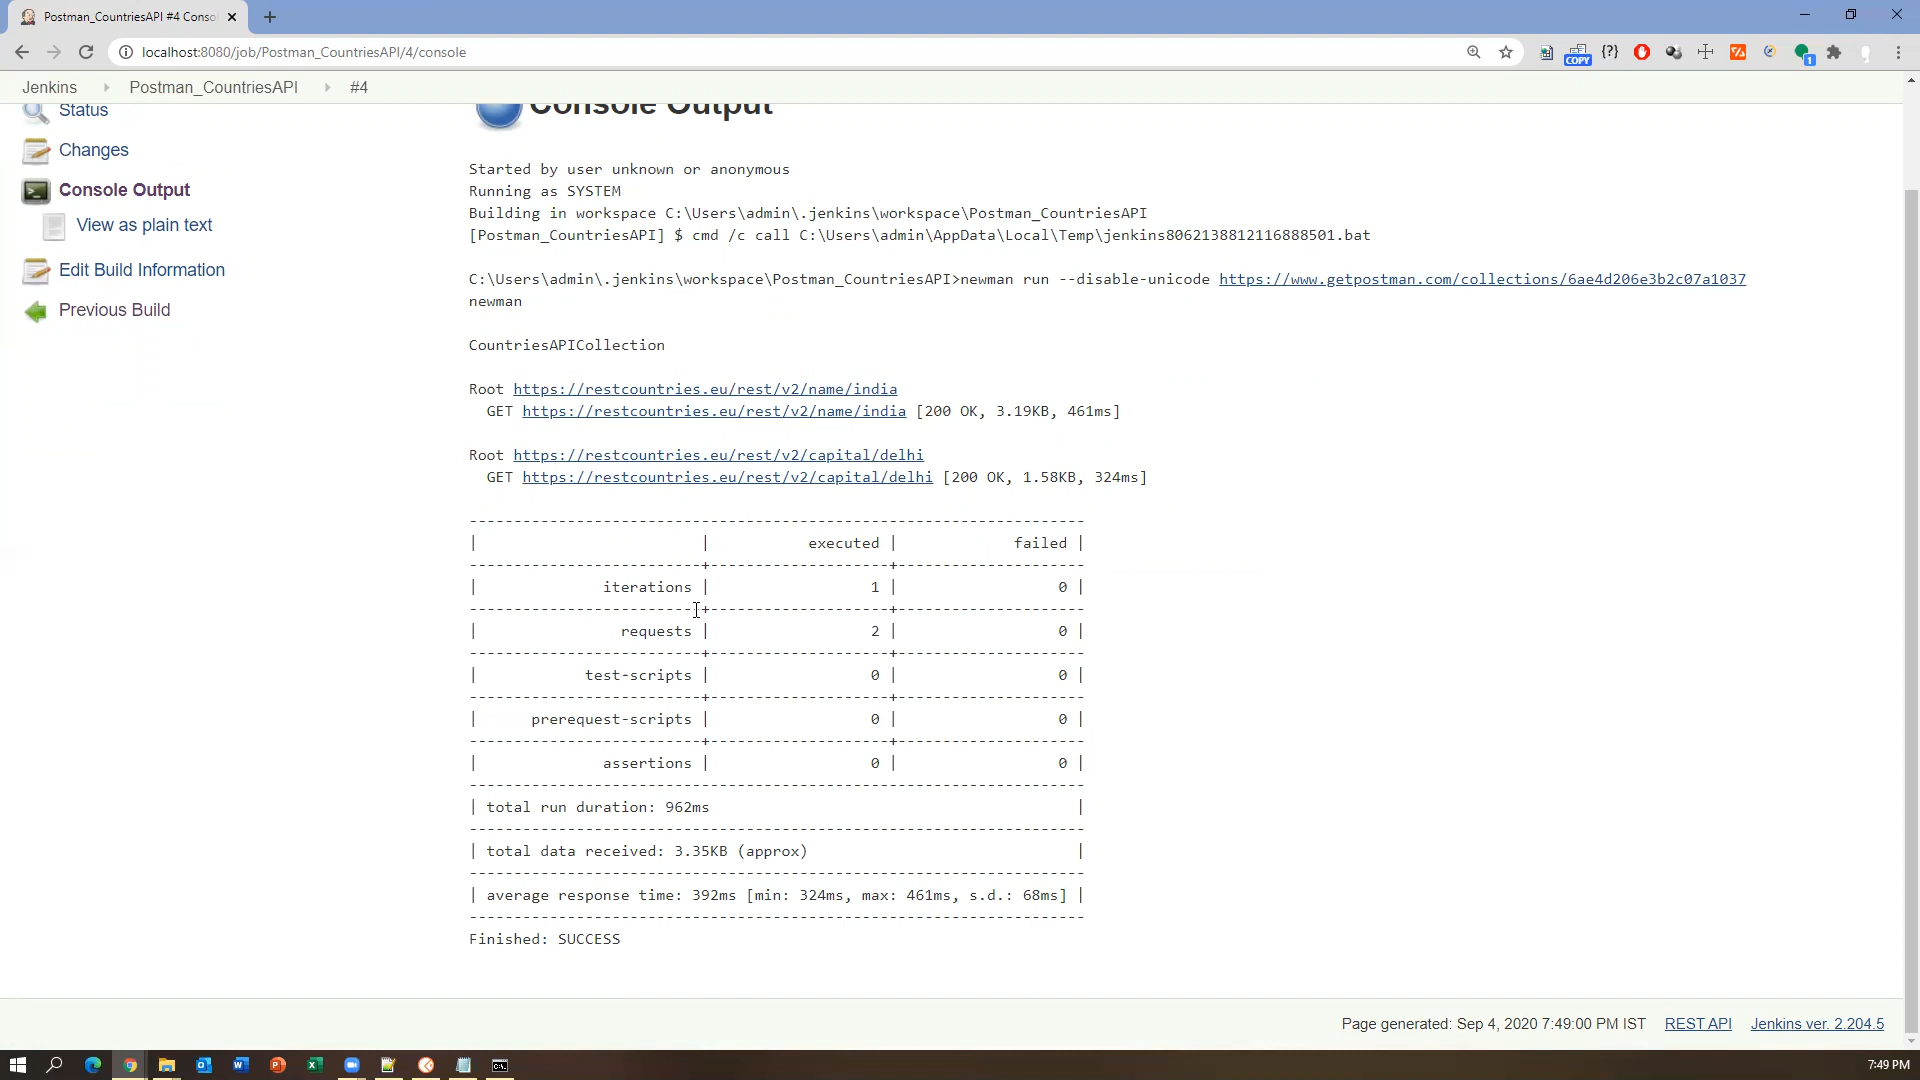 Postman_CountriesAPI #4 Conso
localhost:8080/job/Postman_CountriesAPI/4/console
COPY
{?}
1
Jenkins Postman_CountriesAPI #4
Status
Changes
Console Output
View as plain text
Edit Build Information
Previous Build
Console Output
Started by user unknown or anonymous
Running as SYSTEM
Building in workspace C:\Users\admin\.jenkins\workspace\Postman_CountriesAPI
[Postman_CountriesAPI] $ cmd /c call C:\Users\admin\AppData\Local\Temp\jenkins8062138812116888501.bat
C:\Users\admin\.jenkins\workspace\Postman_CountriesAPI>newman run --disable-unicode https://www.getpostman.com/collections/6ae4d206e3b2c07a1037
newman
CountriesAPICollection
Root https://restcountries.eu/rest/v2/name/india
GET https://restcountries.eu/rest/v2/name/india [200 OK, 3.19KB, 461ms]
Root https://restcountries.eu/rest/v2/capital/delhi
GET https://restcountries.eu/rest/v2/capital/delhi [200 OK, 1.58KB, 324ms]
| | executed | failed |
| iterations | 1 | 0 |
| requests | 2 | 0 |
| test-scripts | 0 | 0 |
| prerequest-scripts | 0 | 0 |
| assertions | 0 | 0 |
| total run duration: 962ms |
| total data received: 3.35KB (approx) |
| average response time: 392ms [min: 324ms, max: 461ms, s.d.: 68ms] |
Finished: SUCCESS
Page generated: Sep 4, 2020 7:49:00 PM IST REST API Jenkins ver. 2.204.5
7:49 PM